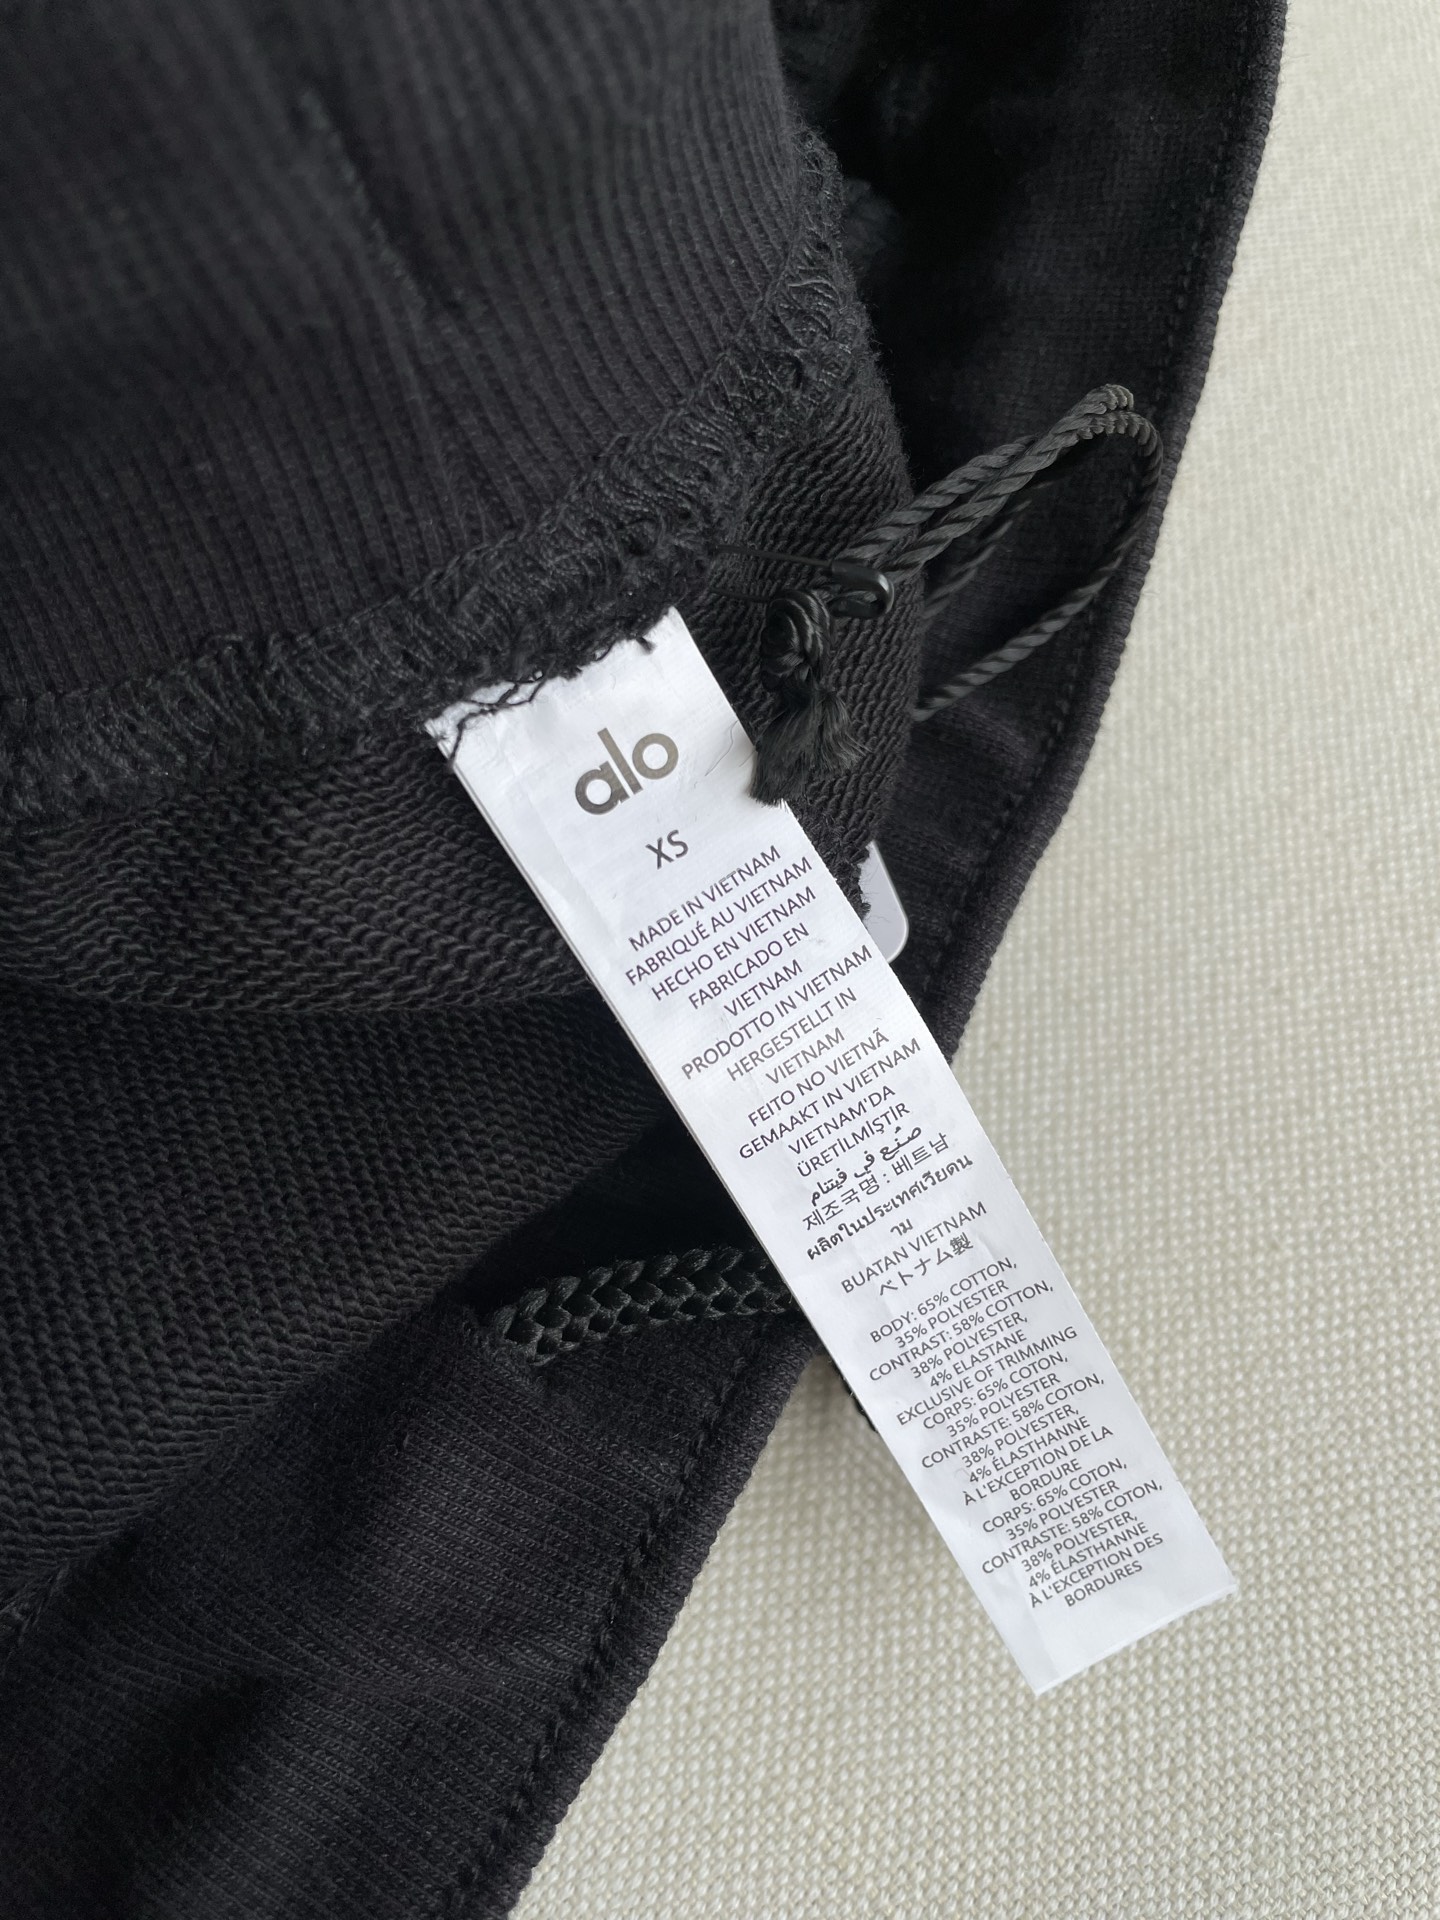 alo
XS
MADE IN VIETNAM
FABRIQUÉ AU VIETNAM
HECHO EN VIETNAM
FABRICADO EN
VIETNAM
PRODOTTO IN VIETNAM
HERGESTELLT IN
VIETNAM
FEITO NO VIETNÃ
GEMAAKT IN VIETNAM
VIETNAM'DA
ÜRETİLMİŞTİR
صنع في فيتنام
제조국명 : 베트남
ผลิตในประเทศเวียดน
าม
BUATAN VIETNAM
ベトナム製
BODY: 65% COTTON,
35% POLYESTER
CONTRAST: 58% COTTON,
38% POLYESTER,
4% ELASTANE
EXCLUSIVE OF TRIMMING
CORPS: 65% COTON,
35% POLYESTER
CONTRASTE: 58% COTON,
38% POLYESTER,
4% ÉLASTHANNE
À L'EXCEPTION DE LA
BORDURE
CORPS: 65% COTON,
35% POLYESTER
CONTRASTE: 58% COTON,
38% POLYESTER,
4% ÉLASTHANNE
À L'EXCEPTION DES
BORDURES